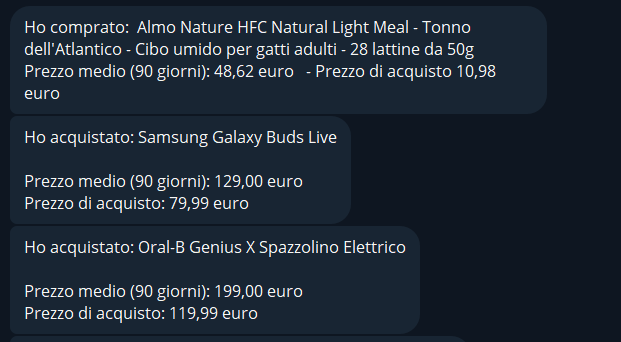 Ho comprato:  Almo Nature HFC Natural Light Meal - Tonno
dell'Atlantico - Cibo umido per gatti adulti - 28 lattine da 50g
Prezzo medio (90 giorni): 48,62 euro   - Prezzo di acquisto 10,98
euro
Ho acquistato: Samsung Galaxy Buds Live
Prezzo medio (90 giorni): 129,00 euro
Prezzo di acquisto: 79,99 euro
Ho acquistato: Oral-B Genius X Spazzolino Elettrico
Prezzo medio (90 giorni): 199,00 euro
Prezzo di acquisto: 119,99 euro